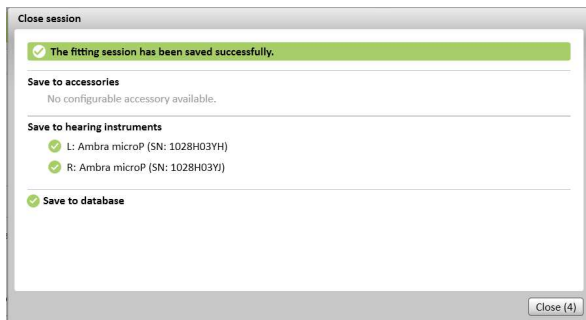 Close session
The fitting session has been saved successfully.
Save to accessories
No configurable accessory available.
Save to hearing instruments
L: Ambra microP (SN: 1028H03YH)
R: Ambra microP (SN: 1028H03YJ)
Save to database
Close (4)